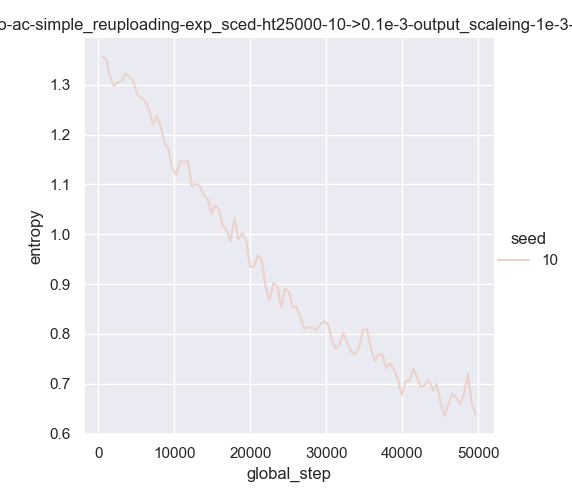 o-ac-simple_reuploading-exp_sced-ht25000-10->0.1e-3-output_scaleing-1e-3-
1.3
1.2
1.1
1.0
0.9
0.8
0.7
0.6
entropy
0 10000 20000 30000 40000 50000
global_step
seed
10